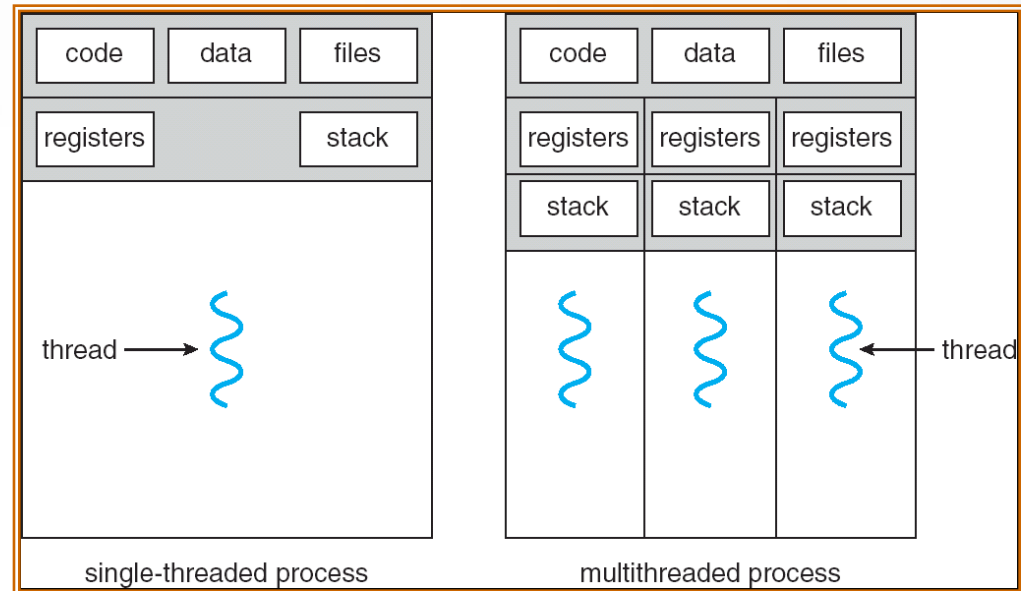 code data files code data files
registers stack registers registers registers
stack stack stack
thread thread
single-threaded process multithreaded process